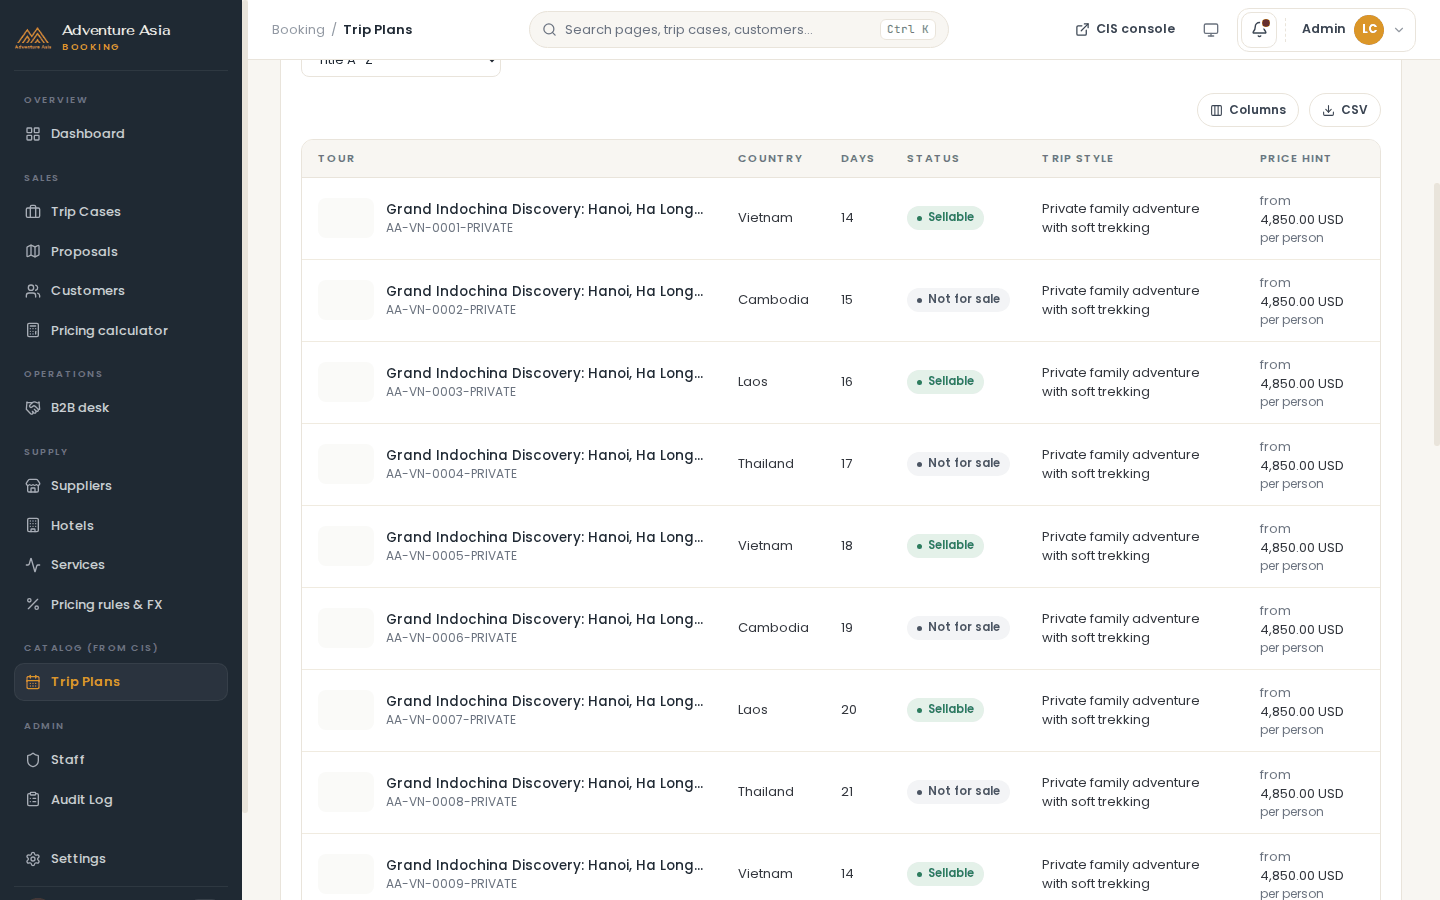 Adventure Asia
BOOKING
Adventure Asia
OVERVIEW
Dashboard
SALES
Trip Cases
Proposals
Customers
Pricing calculator
OPERATIONS
B2B desk
SUPPLY
Suppliers
Hotels
Services
Pricing rules & FX
CATALOG (FROM CIS)
Trip Plans
ADMIN
Staff
Audit Log
Settings
Booking / Trip Plans
Search pages, trip cases, customers...
Ctrl K
CIS console
Admin
LC
Title A–Z
Columns
CSV
TOUR COUNTRY DAYS STATUS TRIP STYLE PRICE HINT
Grand Indochina Discovery: Hanoi, Ha Long...
AA-VN-0001-PRIVATE
Vietnam
14
Sellable
Private family adventure
with soft trekking
from
4,850.00 USD
per person
Grand Indochina Discovery: Hanoi, Ha Long...
AA-VN-0002-PRIVATE
Cambodia
15
Not for sale
Private family adventure
with soft trekking
from
4,850.00 USD
per person
Grand Indochina Discovery: Hanoi, Ha Long...
AA-VN-0003-PRIVATE
Laos
16
Sellable
Private family adventure
with soft trekking
from
4,850.00 USD
per person
Grand Indochina Discovery: Hanoi, Ha Long...
AA-VN-0004-PRIVATE
Thailand
17
Not for sale
Private family adventure
with soft trekking
from
4,850.00 USD
per person
Grand Indochina Discovery: Hanoi, Ha Long...
AA-VN-0005-PRIVATE
Vietnam
18
Sellable
Private family adventure
with soft trekking
from
4,850.00 USD
per person
Grand Indochina Discovery: Hanoi, Ha Long...
AA-VN-0006-PRIVATE
Cambodia
19
Not for sale
Private family adventure
with soft trekking
from
4,850.00 USD
per person
Grand Indochina Discovery: Hanoi, Ha Long...
AA-VN-0007-PRIVATE
Laos
20
Sellable
Private family adventure
with soft trekking
from
4,850.00 USD
per person
Grand Indochina Discovery: Hanoi, Ha Long...
AA-VN-0008-PRIVATE
Thailand
21
Not for sale
Private family adventure
with soft trekking
from
4,850.00 USD
per person
Grand Indochina Discovery: Hanoi, Ha Long...
AA-VN-0009-PRIVATE
Vietnam
14
Sellable
Private family adventure
with soft trekking
from
4,850.00 USD
per person